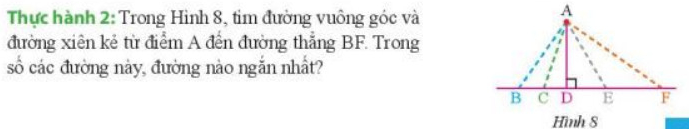 Thực hành 2: Trong Hình 8, tìm đường vuông góc và
đường xiên kẻ từ điểm A đến đường thẳng BF. Trong
số các đường này, đường nào ngắn nhất?
A
B C D E F
Hình 8